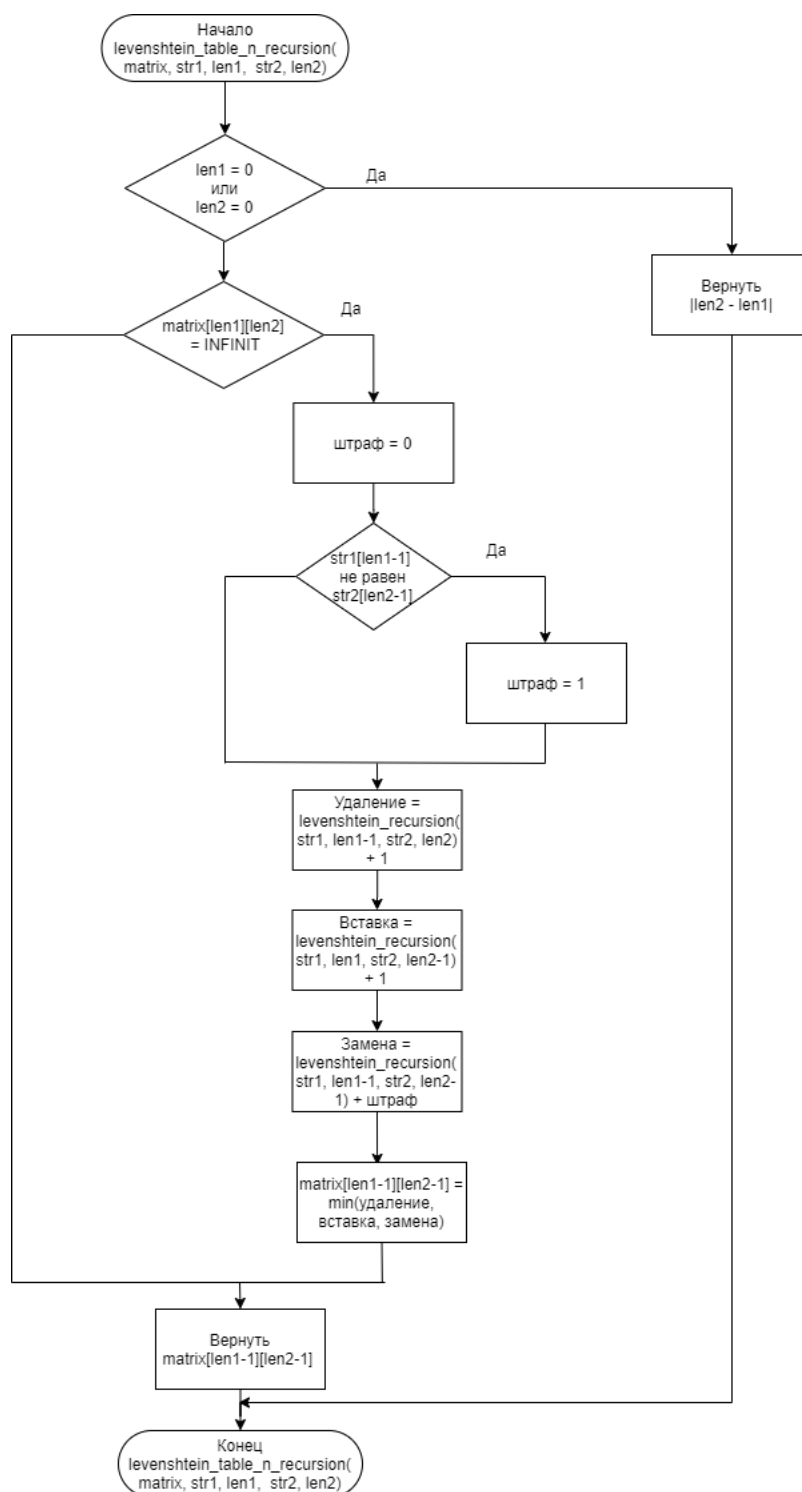 Начало
levenshtein_table_n_recursion(
matrix, str1, len1, str2, len2)
len1 = 0
или
len2 = 0
Да
Вернуть
|len2 - len1|
matrix[len1][len2]
= INFINIT
Да
штраф = 0
str1[len1-1]
не равен
str2[len2-1]
Да
штраф = 1
Удаление =
levenshtein_recursion(
str1, len1-1, str2, len2)
+ 1
Вставка =
levenshtein_recursion(
str1, len1, str2, len2-1)
+ 1
Замена =
levenshtein_recursion(
str1, len1-1, str2, len2-
1) + штраф
matrix[len1-1][len2-1] =
min(удаление,
вставка, замена)
Вернуть
matrix[len1-1][len2-1]
Конец
levenshtein_table_n_recursion(
matrix, str1, len1, str2, len2)